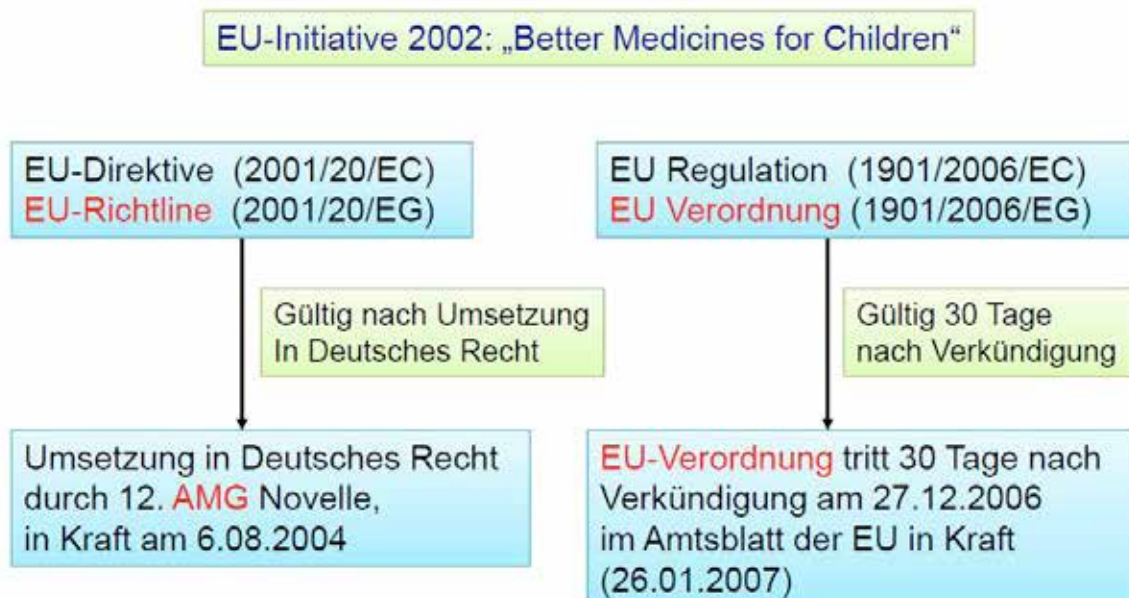 EU-Initiative 2002: „Better Medicines for Children“
EU-Direktive (2001/20/EC)
EU-Richtline (2001/20/EG)
EU Regulation (1901/2006/EC)
EU Verordnung (1901/2006/EG)
Gültig nach Umsetzung
In Deutsches Recht
Gültig 30 Tage
nach Verkündigung
Umsetzung in Deutsches Recht
durch 12. AMG Novelle,
in Kraft am 6.08.2004
EU-Verordnung tritt 30 Tage nach
Verkündigung am 27.12.2006
im Amtsblatt der EU in Kraft
(26.01.2007)